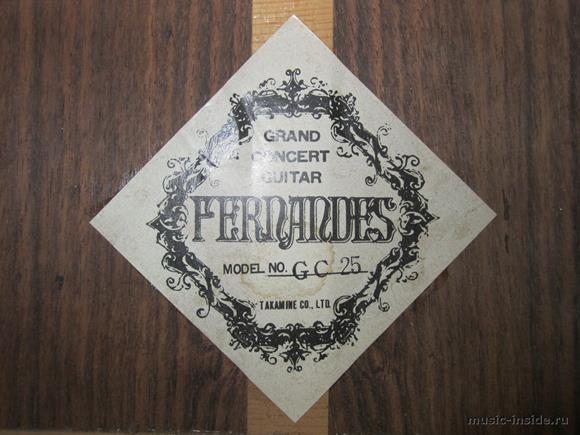 GRAND
CONCERT
GUITAR
FERNANDES
MODEL NO. GC 25
TAKAMINE CO., LTD.
music-inside.ru